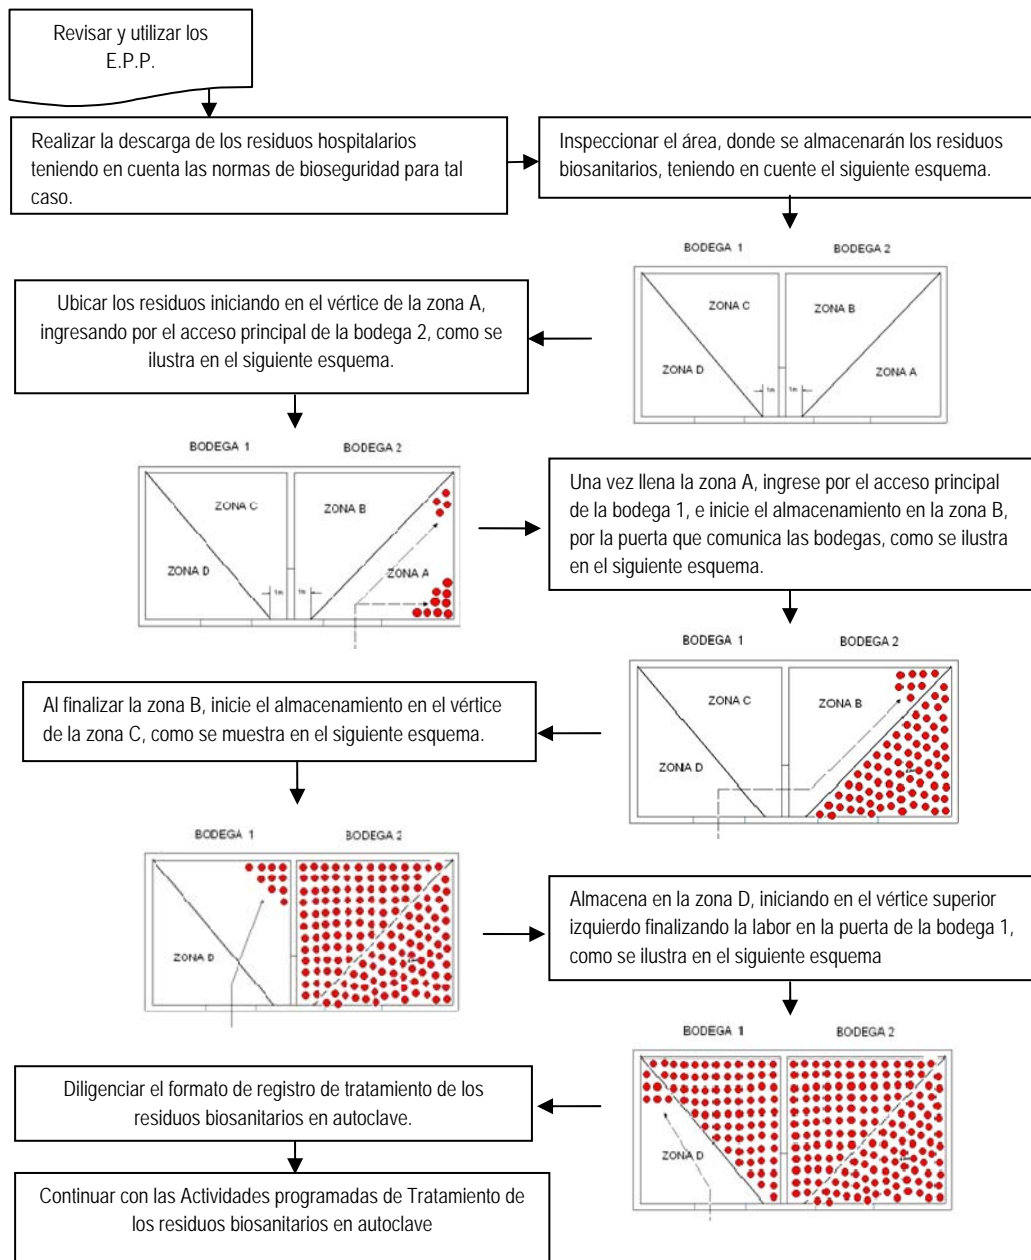 Revisar y utilizar los
E.P.P.
Realizar la descarga de los residuos hospitalarios
teniendo en cuenta las normas de bioseguridad para tal
caso.
Inspeccionar el área, donde se almacenarán los residuos
biosanitarios, teniendo en cuente el siguiente esquema.
BODEGA 1 BODEGA 2
ZONA C ZONA B
ZONA D ZONA A
1m 1m
Ubicar los residuos iniciando en el vértice de la zona A,
ingresando por el acceso principal de la bodega 2, como se
ilustra en el siguiente esquema.
BODEGA 1 BODEGA 2
ZONA C ZONA B
ZONA D ZONA A
1m 1m
Una vez llena la zona A, ingrese por el acceso principal
de la bodega 1, e inicie el almacenamiento en la zona B,
por la puerta que comunica las bodegas, como se ilustra
en el siguiente esquema.
BODEGA 1 BODEGA 2
ZONA C ZONA B
ZONA D
Al finalizar la zona B, inicie el almacenamiento en el vértice
de la zona C, como se muestra en el siguiente esquema.
BODEGA 1 BODEGA 2
ZONA D
Almacena en la zona D, iniciando en el vértice superior
izquierdo finalizando la labor en la puerta de la bodega 1,
como se ilustra en el siguiente esquema
BODEGA 1 BODEGA 2
ZONA D
Diligenciar el formato de registro de tratamiento de los
residuos biosanitarios en autoclave.
Continuar con las Actividades programadas de Tratamiento de
los residuos biosanitarios en autoclave